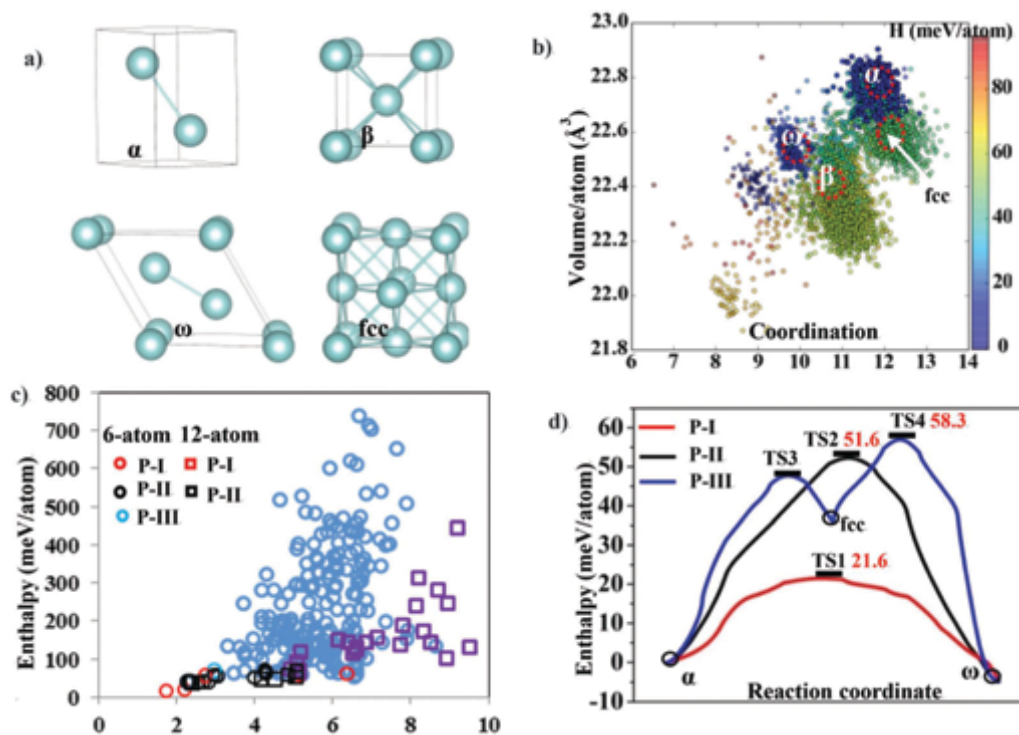 a)
α
β
ω
fcc
b)
H (meV/atom)
23.0
22.8
22.6
22.4
22.2
22.0
21.8
Volume/atom (Å³)
α
ω
β
fcc
Coordination
6 7 8 9 10 11 12 13 14
80
60
40
20
0
c)
800
700
600
500
400
300
200
100
0
Enthalpy (meV/atom)
6-atom 12-atom
P-I P-I
P-II P-II
P-III
0 2 4 6 8 10
d)
60
50
40
30
20
10
0
-10
Enthalpy (meV/atom)
P-I
P-II
P-III
TS4 58.3
TS2 51.6
TS3
fcc
TS1 21.6
α
ω
Reaction coordinate